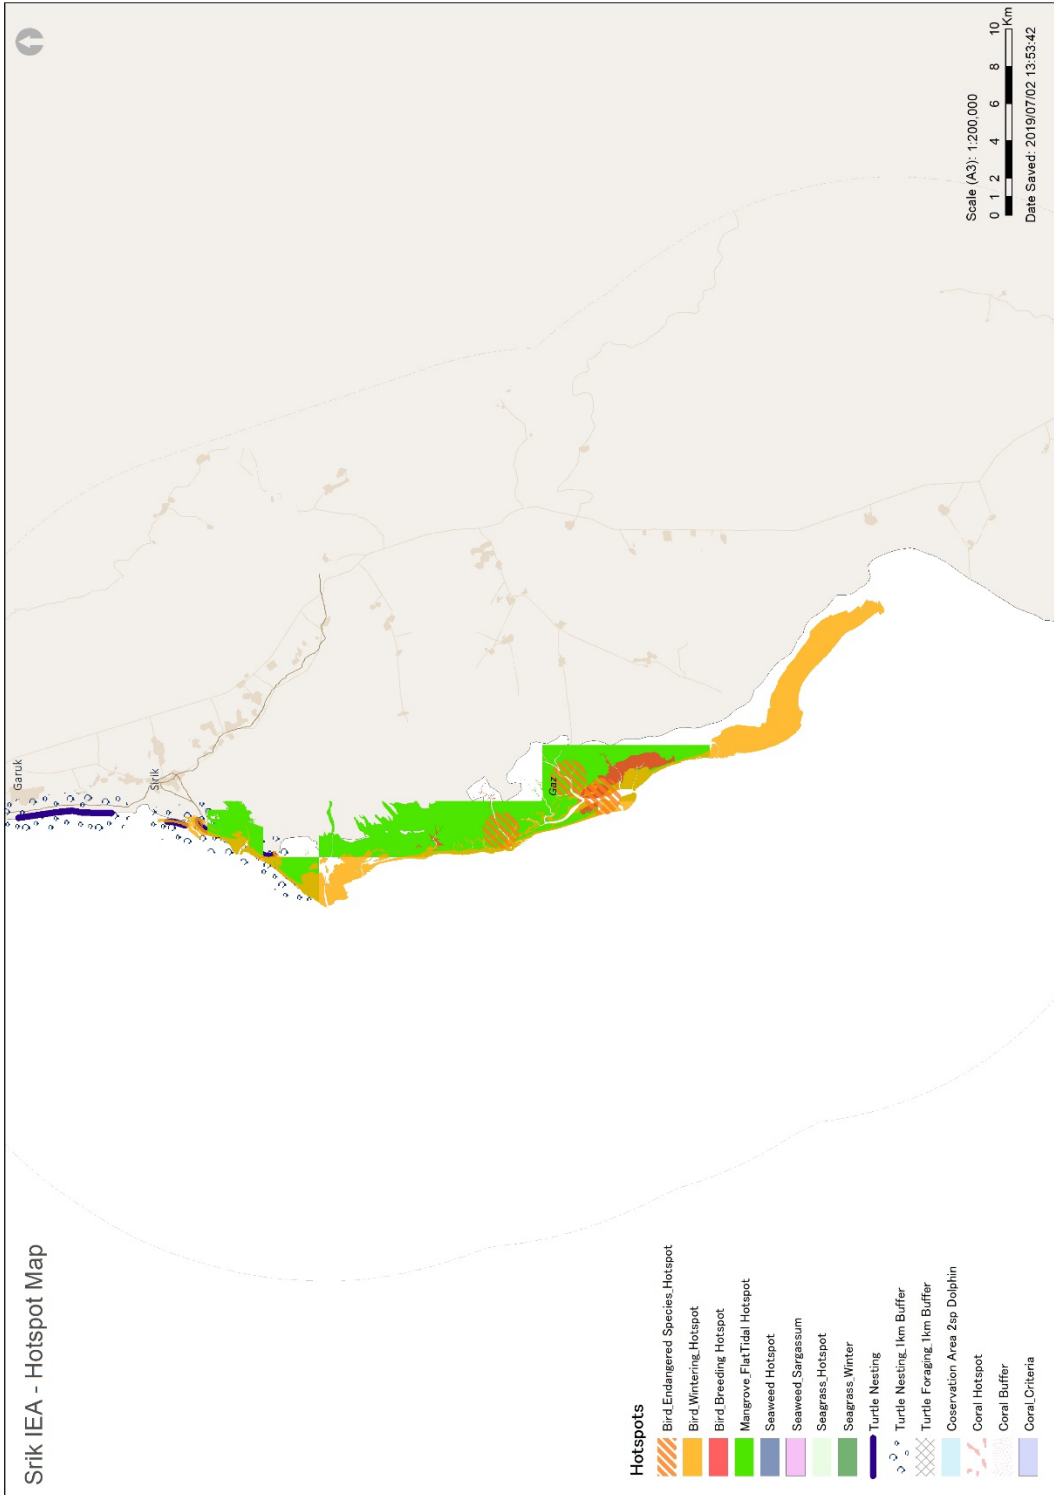 Srik IEA - Hotspot Map
Garuk
Sirik
Gaz
Hotspots
Bird_Endangered Species_Hotspot
Bird_Wintering_Hotspot
Bird_Breeding Hotspot
Mangrove_FlatTidal Hotspot
Seaweed Hotspot
Seaweed_Sargassum
Seagrass_Hotspot
Seagrass_Winter
Turtle Nesting
Turtle Nesting_1km Buffer
Turtle Foraging_1km Buffer
Coservation Area 2sp Dolphin
Coral Hotspot
Coral Buffer
Coral_Criteria
Scale (A3): 1:200,000
0 1 2 4 6 8 10
Km
Date Saved: 2019/07/02 13:53:42